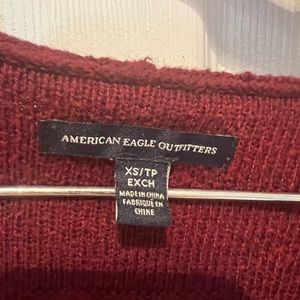 AMERICAN EAGLE OUTFITTERS
XS/TP
EXCH
MADE IN CHINA
FABRIQUÉ EN
CHINE